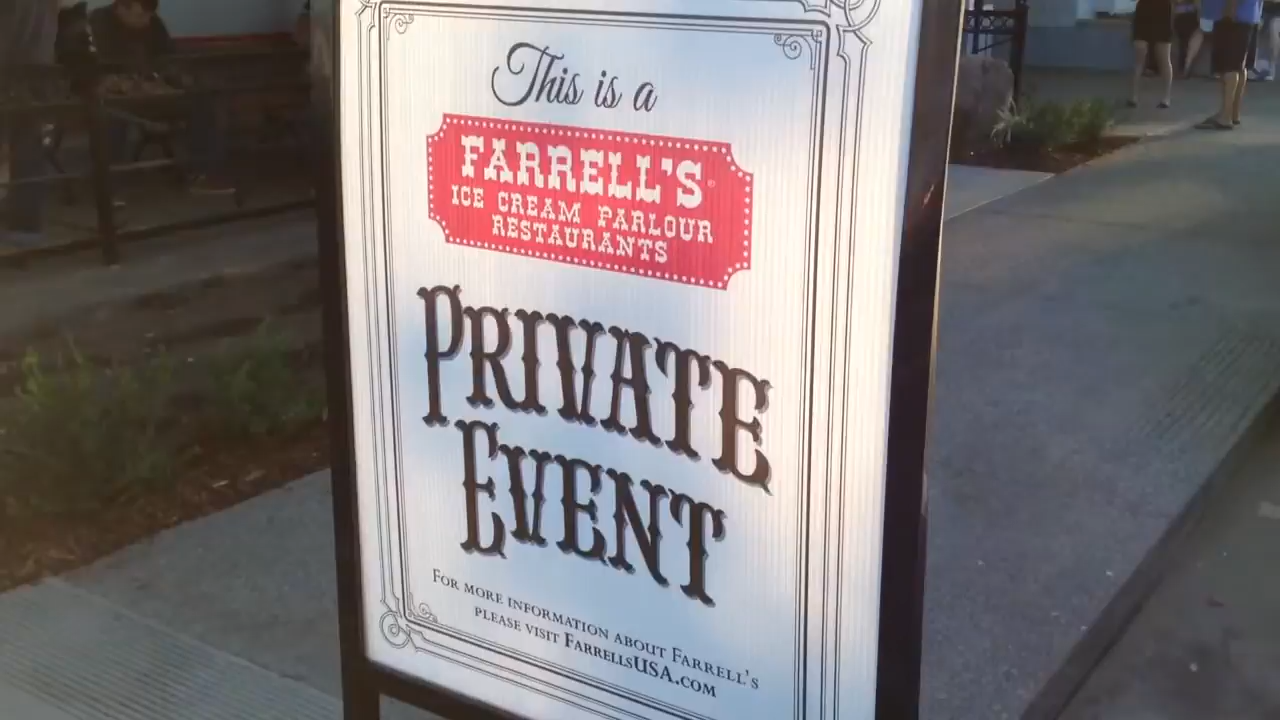 This is a
FARRELL'S®
ICE CREAM PARLOUR
RESTAURANTS
PRIVATE
EVENT
FOR MORE INFORMATION ABOUT FARRELL'S
PLEASE VISIT FARRELLSUSA.COM